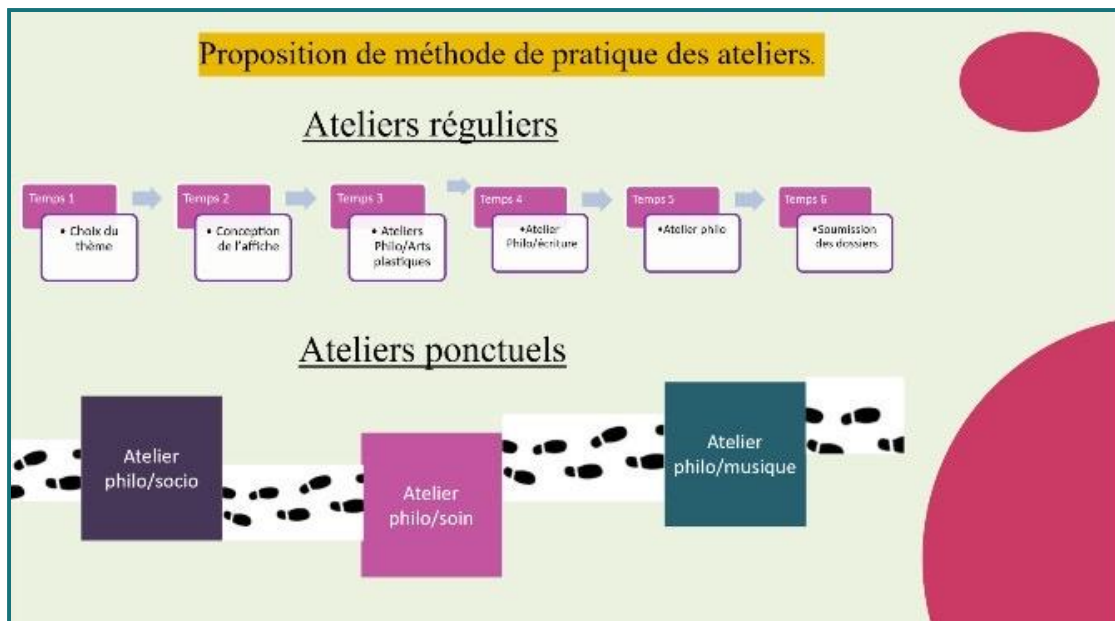 Proposition de méthode de pratique des ateliers.
Ateliers réguliers
Temps 1
• Choix du
thème
Temps 2
• Conception
de l'affiche
Temps 3
• Ateliers
Philo/Arts
plastiques
Temps 4
•Atelier
Philo/écriture
Temps 5
•Atelier philo
Temps 6
•Soumission
des dossiers
Ateliers ponctuels
Atelier
philo/socio
Atelier
philo/soin
Atelier
philo/musique